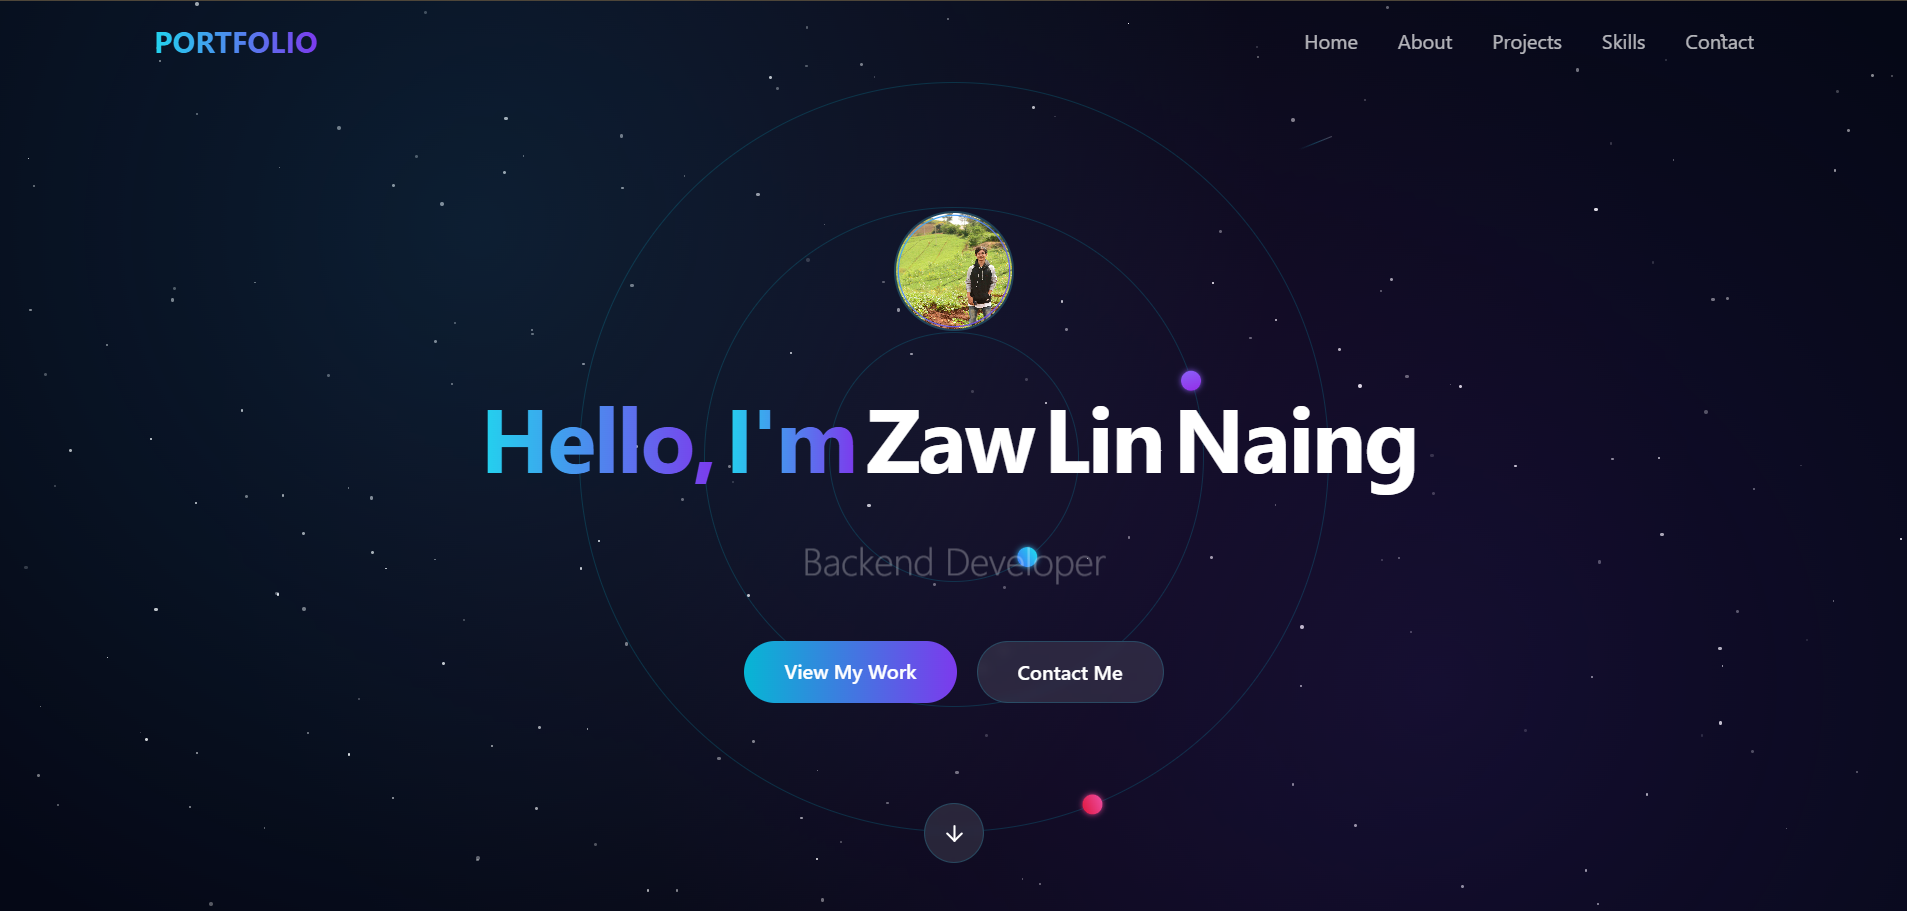 PORTFOLIO
Home About Projects Skills Contact
Hello, I'm Zaw Lin Naing
Backend Developer
View My Work Contact Me